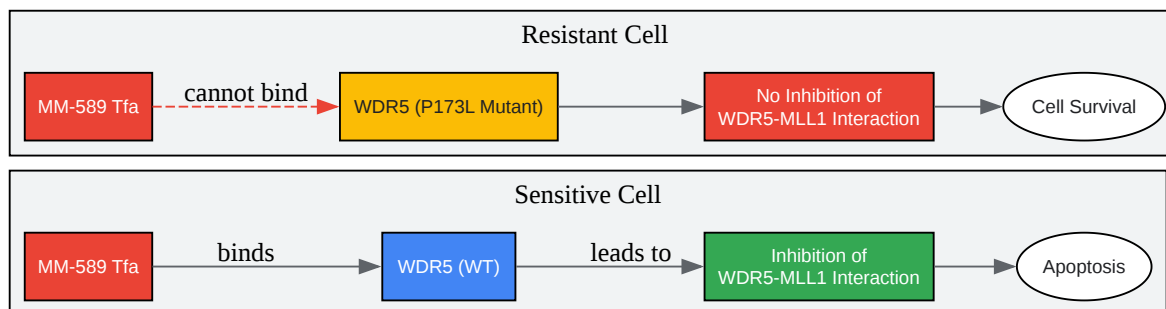 Resistant Cell
MM-589 Tfa
cannot bind
WDR5 (P173L Mutant)
No Inhibition of
WDR5-MLL1 Interaction
Cell Survival
Sensitive Cell
MM-589 Tfa
binds
WDR5 (WT)
leads to
Inhibition of
WDR5-MLL1 Interaction
Apoptosis